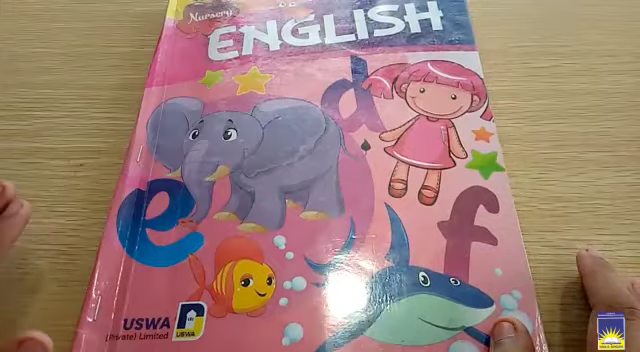 Nursery
ENGLISH
d
e
f
USWA
(Private) Limited
USWA